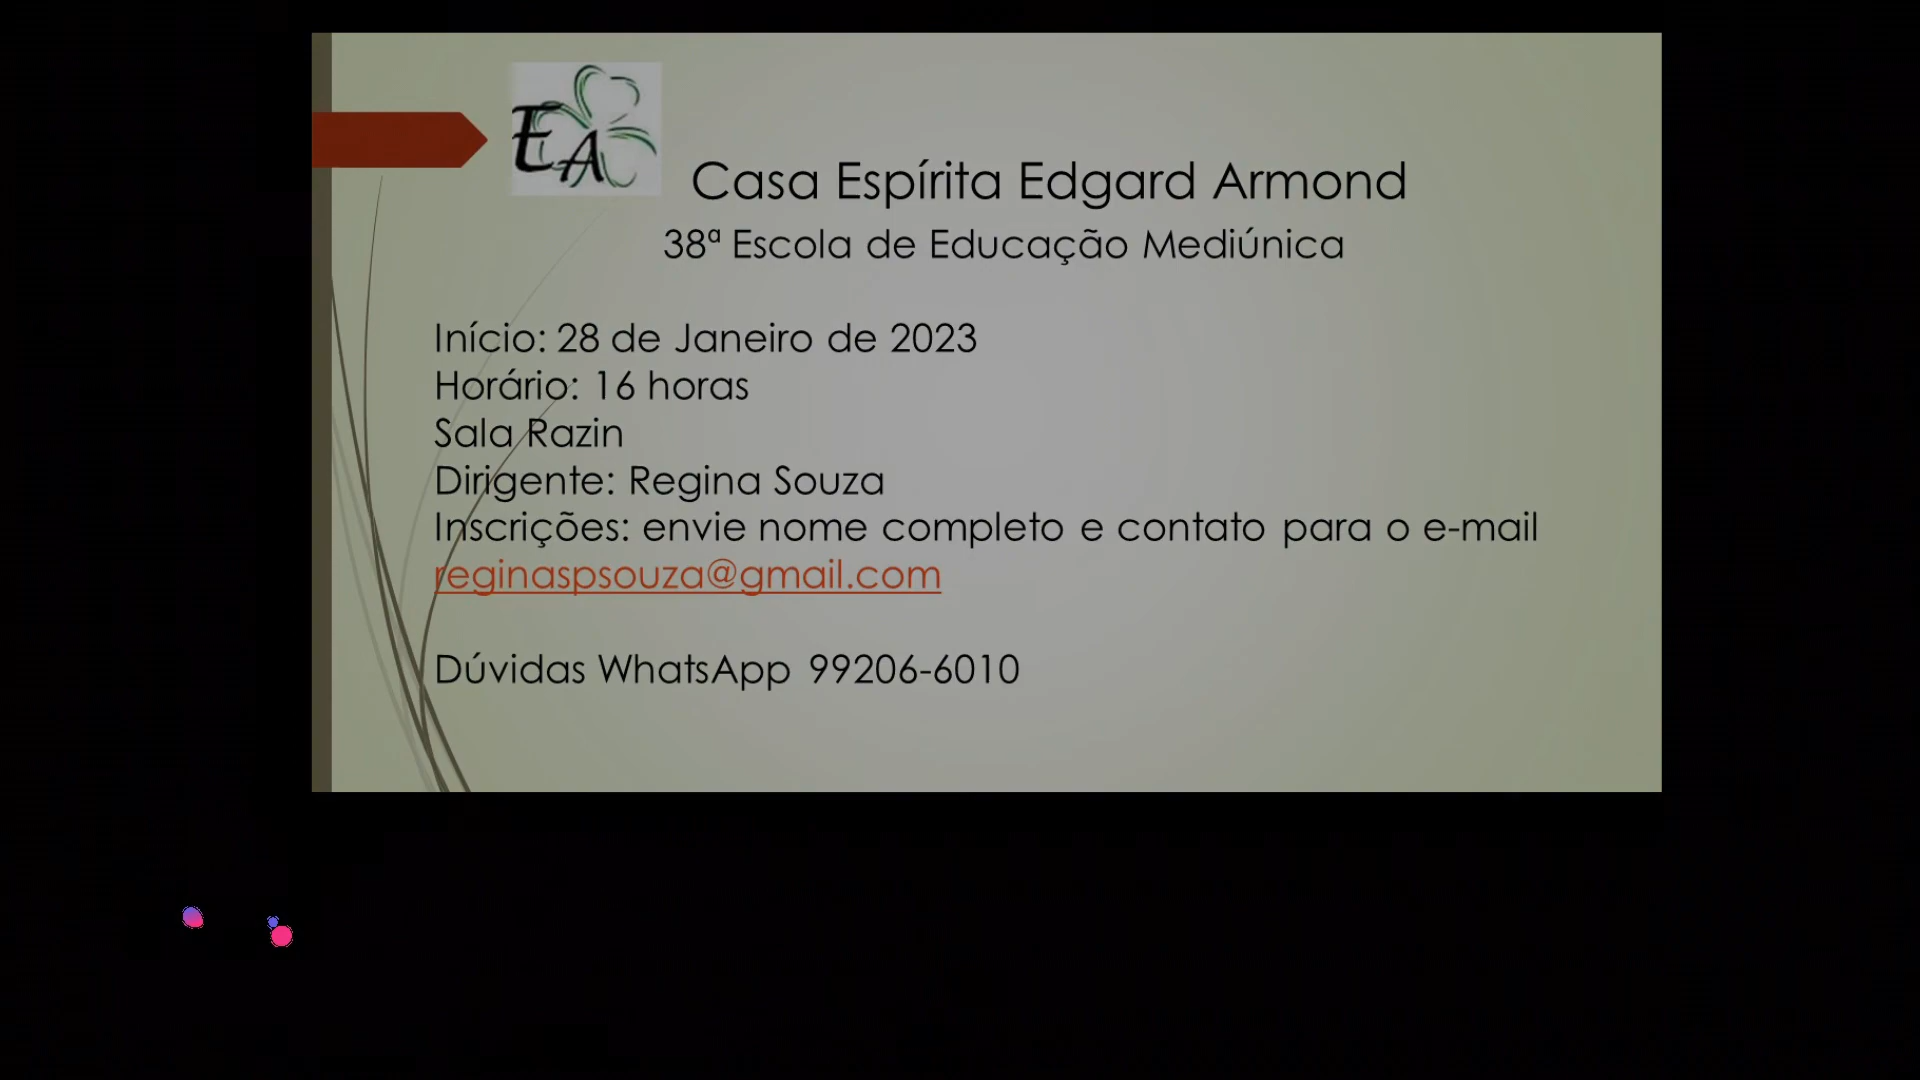 EA
Casa Espírita Edgard Armond
38ª Escola de Educação Mediúnica
Início: 28 de Janeiro de 2023
Horário: 16 horas
Sala Razin
Dirigente: Regina Souza
Inscrições: envie nome completo e contato para o e-mail
reginaspsouza@gmail.com
Dúvidas WhatsApp 99206-6010